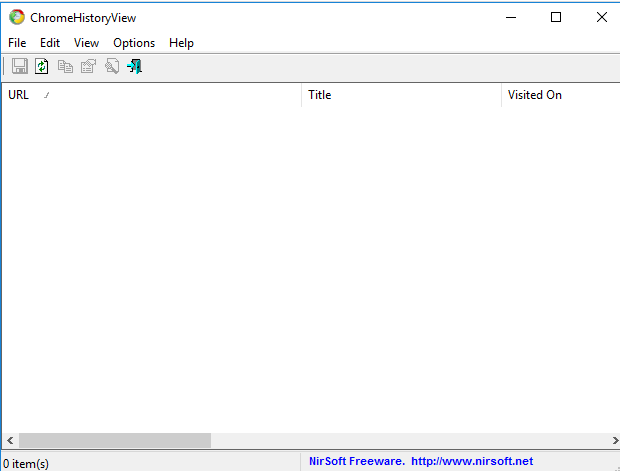 ChromeHistoryView
File Edit View Options Help
URL Title Visited On
0 item(s) NirSoft Freeware. http://www.nirsoft.net